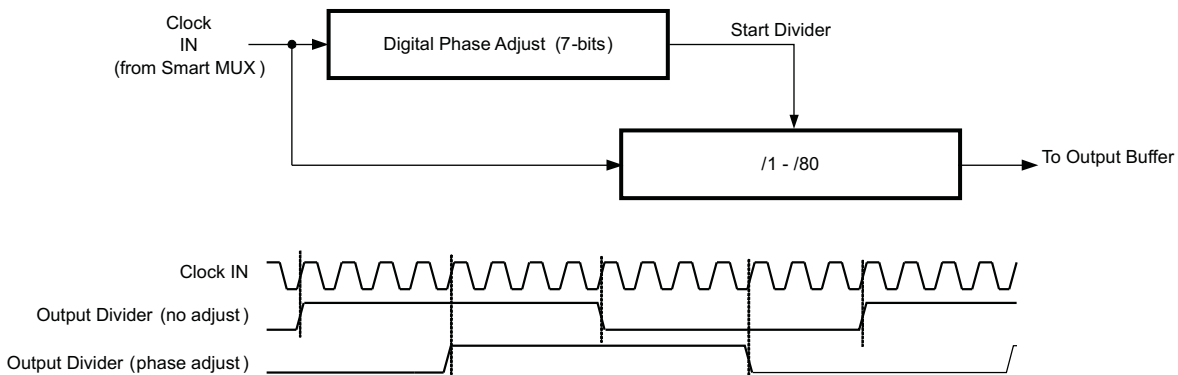 Clock
IN
(from Smart MUX)
Digital Phase Adjust (7-bits)
Start Divider
/1 - /80
To Output Buffer
Clock IN
Output Divider (no adjust)
Output Divider (phase adjust)